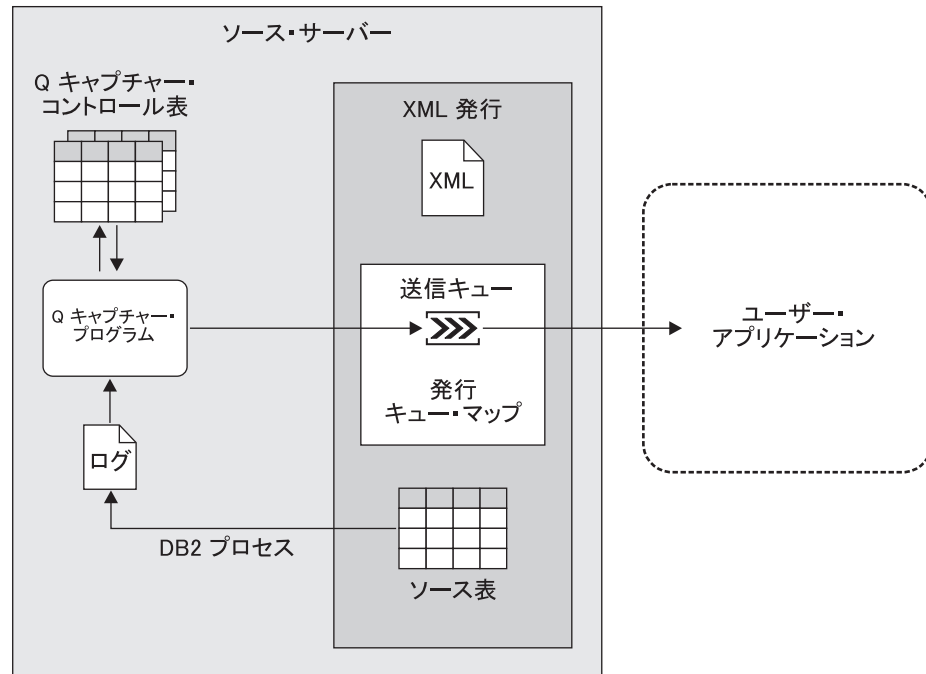 ソース・サーバー
Q キャプチャー・
コントロール表
XML 発行
XML
送信キュー
Q キャプチャー・
プログラム
ユーザー・
アプリケーション
発行
キュー・マップ
ログ
DB2 プロセス
ソース表